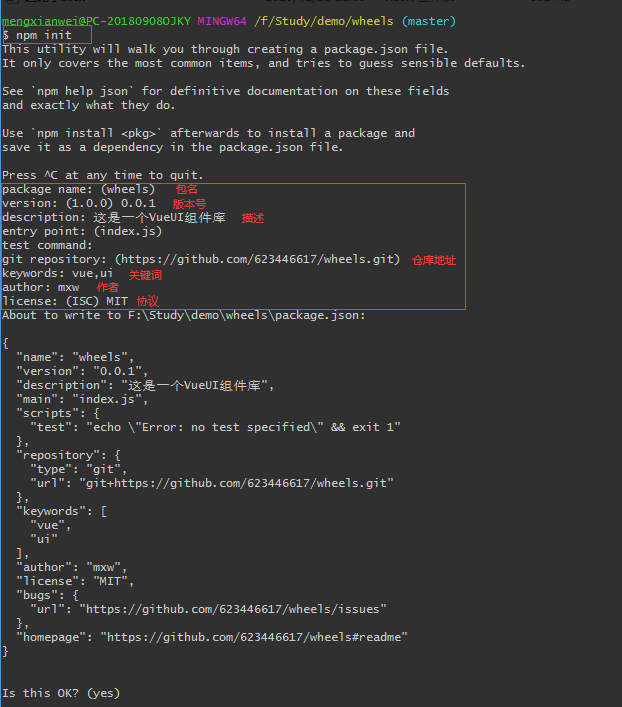 mengxianwei@PC-20180908OJKY MINGW64 /f/Study/demo/wheels (master)
$ npm init
This utility will walk you through creating a package.json file.
It only covers the most common items, and tries to guess sensible defaults.
See `npm help json` for definitive documentation on these fields
and exactly what they do.
Use `npm install <pkg>` afterwards to install a package and
save it as a dependency in the package.json file.
Press ^C at any time to quit.
package name: (wheels) 包名
version: (1.0.0) 0.0.1 版本号
description: 这是一个VueUI组件库 描述
entry point: (index.js)
test command:
git repository: (https://github.com/623446617/wheels.git) 仓库地址
keywords: vue,ui 关键词
author: mxw 作者
license: (ISC) MIT 协议
About to write to F:\Study\demo\wheels\package.json:
{
"name": "wheels",
"version": "0.0.1",
"description": "这是一个VueUI组件库",
"main": "index.js",
"scripts": {
"test": "echo \"Error: no test specified\" && exit 1"
},
"repository": {
"type": "git",
"url": "git+https://github.com/623446617/wheels.git"
},
"keywords": [
"vue",
"ui"
],
"author": "mxw",
"license": "MIT",
"bugs": {
"url": "https://github.com/623446617/wheels/issues"
},
"homepage": "https://github.com/623446617/wheels#readme"
}
Is this OK? (yes)